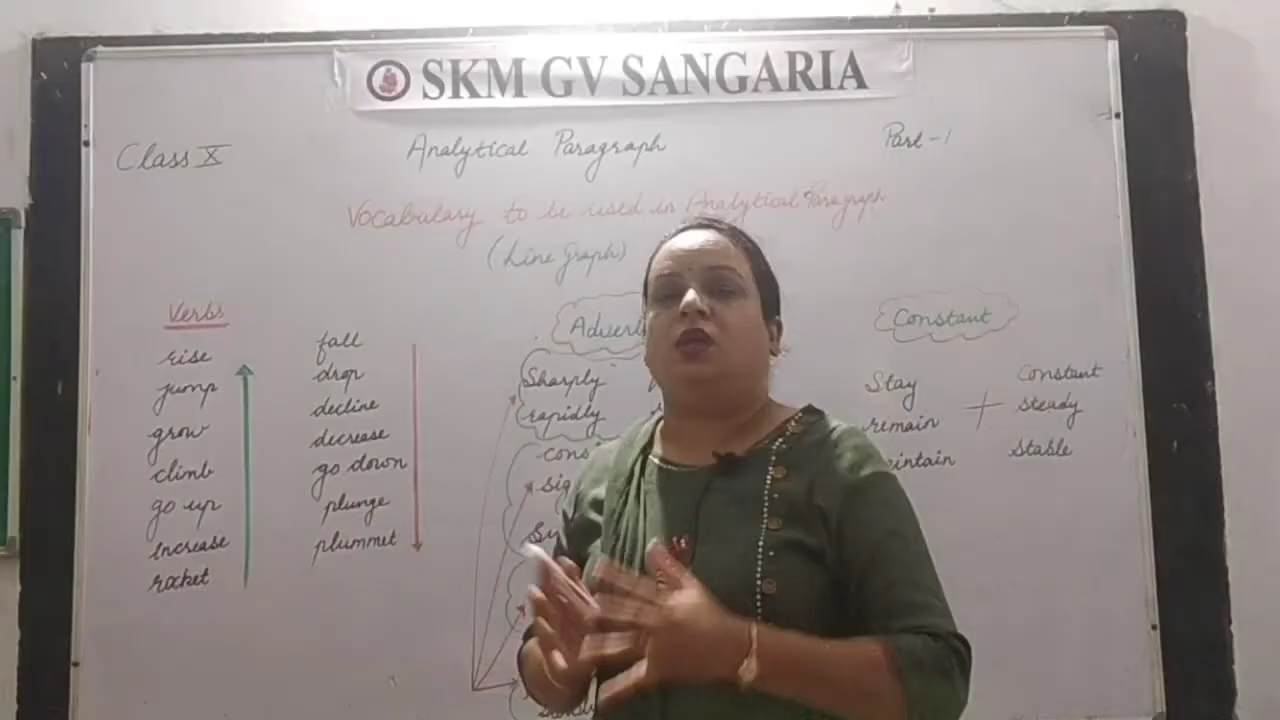 SKM GV SANGARIA
Class X
Analytical Paragraph
Part-1
Vocabulary to be used in Analytical Paragraph
(Line Graph)
Verbs
rise
jump
grow
climb
go up
increase
rocket
fall
drop
decline
decrease
go down
plunge
plummet
Sharply
rapidly
Constant
Stay
remain
+
Constant
steady
stable